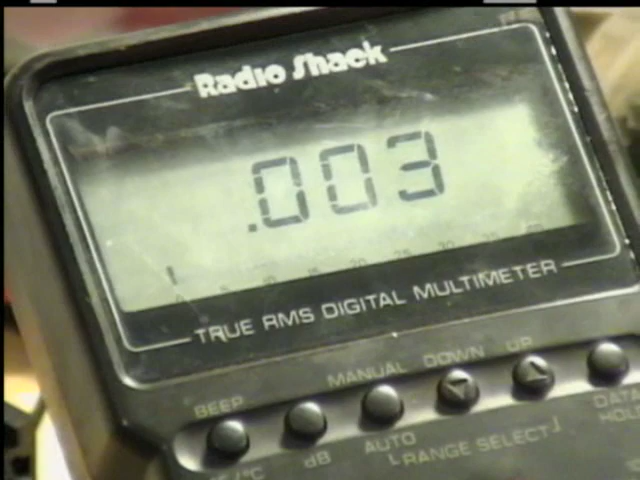 Radio Shack
.003
TRUE RMS DIGITAL MULTIMETER
MANUAL DOWN UP
BEEP
DATA
HOLD
°C dB AUTO RANGE SELECT